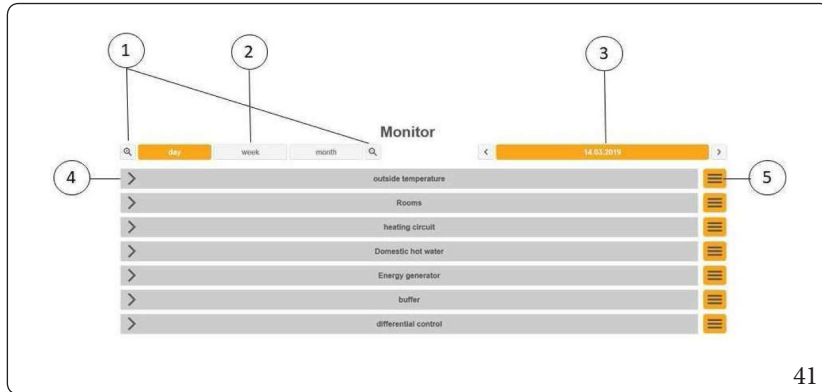 1
2
3
Monitor
day week month
14.03.2019
4
outside temperature
5
Rooms
heating circuit
Domestic hot water
Energy generator
buffer
differential control
41